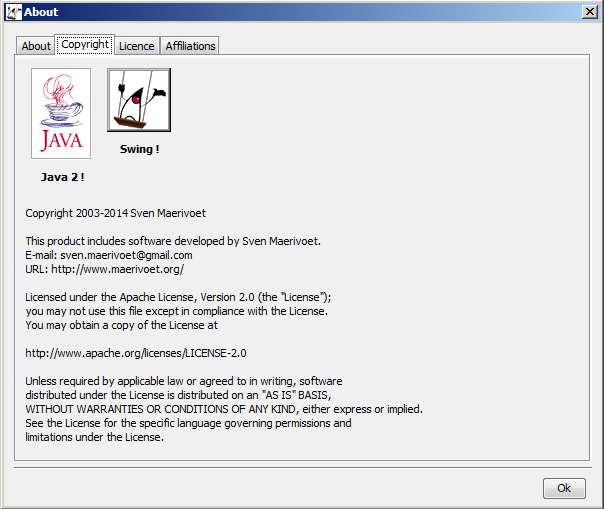 About
About Copyright Licence Affiliations
JAVA
Swing !
Java 2 !
Copyright 2003-2014 Sven Maerivoet
This product includes software developed by Sven Maerivoet.
E-mail: sven.maerivoet@gmail.com
URL: http://www.maerivoet.org/
Licensed under the Apache License, Version 2.0 (the "License");
you may not use this file except in compliance with the License.
You may obtain a copy of the License at
http://www.apache.org/licenses/LICENSE-2.0
Unless required by applicable law or agreed to in writing, software
distributed under the License is distributed on an "AS IS" BASIS,
WITHOUT WARRANTIES OR CONDITIONS OF ANY KIND, either express or implied.
See the License for the specific language governing permissions and
limitations under the License.
Ok